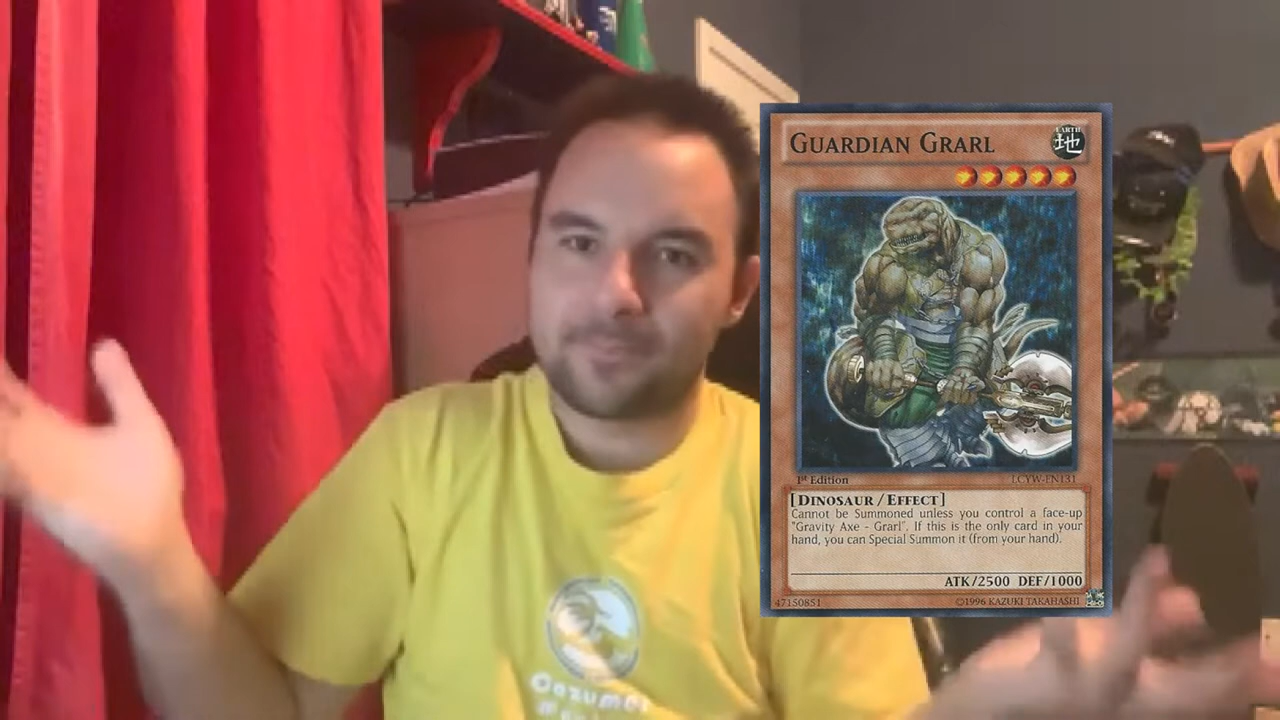 GUARDIAN GRARL
EARTH
地
1st Edition
LCYW-EN131
[DINOSAUR / EFFECT]
Cannot be Summoned unless you control a face-up
"Gravity Axe - Grarl". If this is the only card in your
hand, you can Special Summon it (from your hand).
ATK/2500 DEF/1000
47150851
©1996 KAZUKI TAKAHASHI
Cozumel